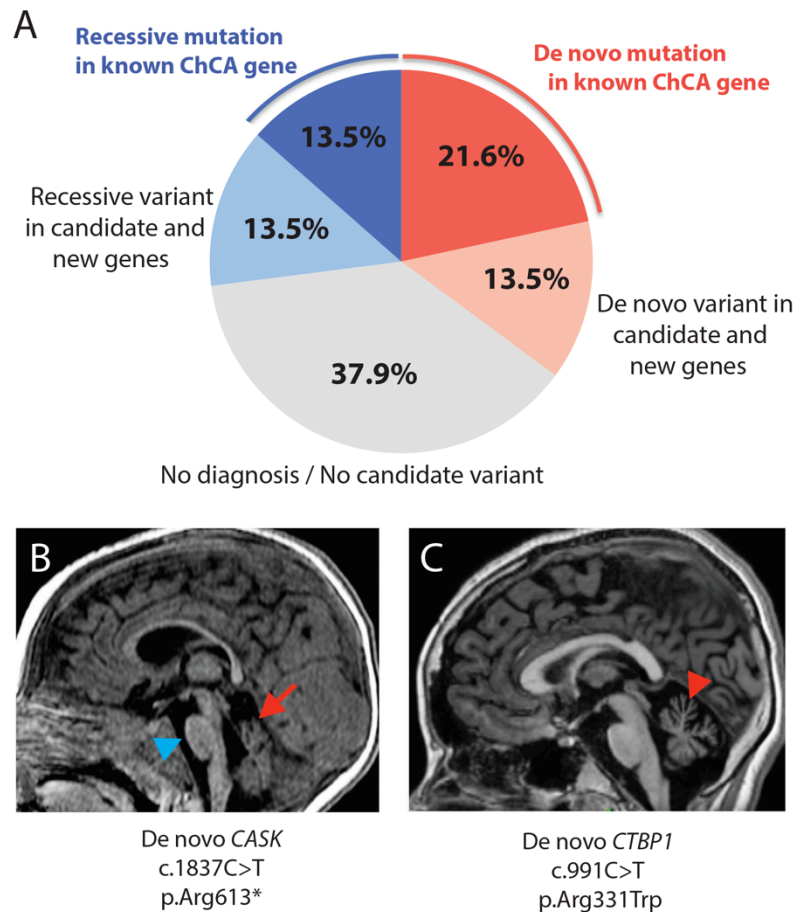 A
Recessive mutation
in known ChCA gene
De novo mutation
in known ChCA gene
13.5%
21.6%
Recessive variant
in candidate and
new genes
13.5%
13.5%
De novo variant in
candidate and
new genes
37.9%
No diagnosis / No candidate variant
B
C
De novo CASK
c.1837C>T
p.Arg613*
De novo CTBP1
c.991C>T
p.Arg331Trp